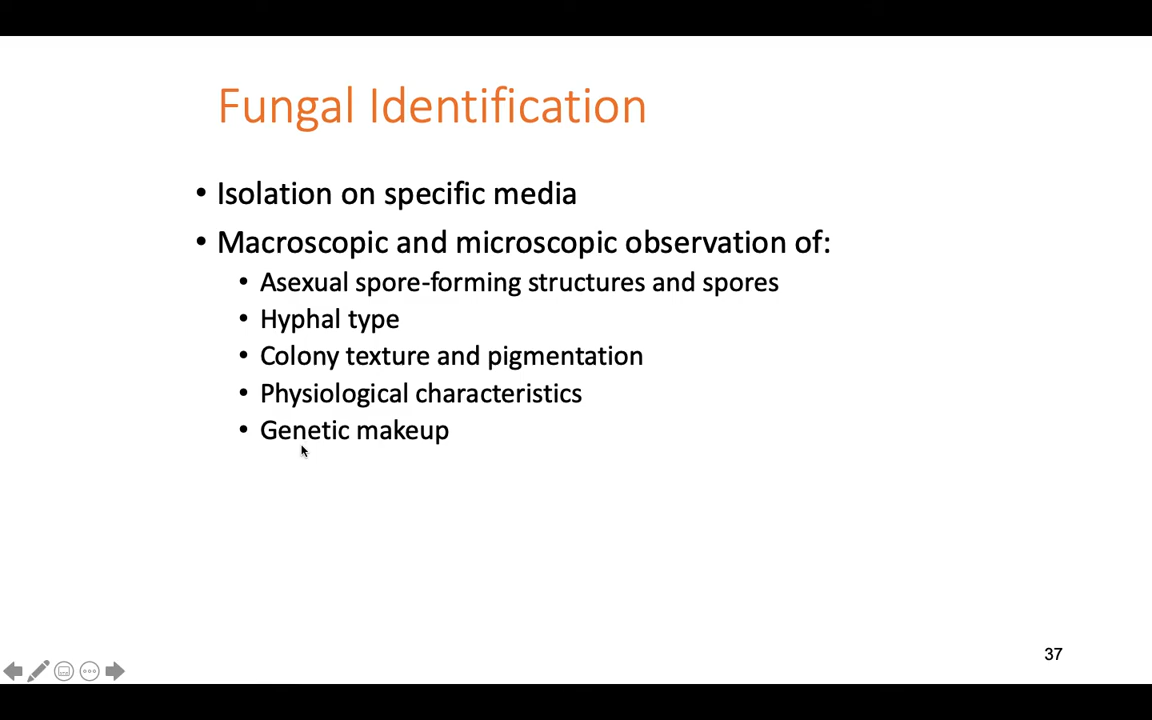 Fungal Identification
• Isolation on specific media
• Macroscopic and microscopic observation of:
• Asexual spore-forming structures and spores
• Hyphal type
• Colony texture and pigmentation
• Physiological characteristics
• Genetic makeup
37